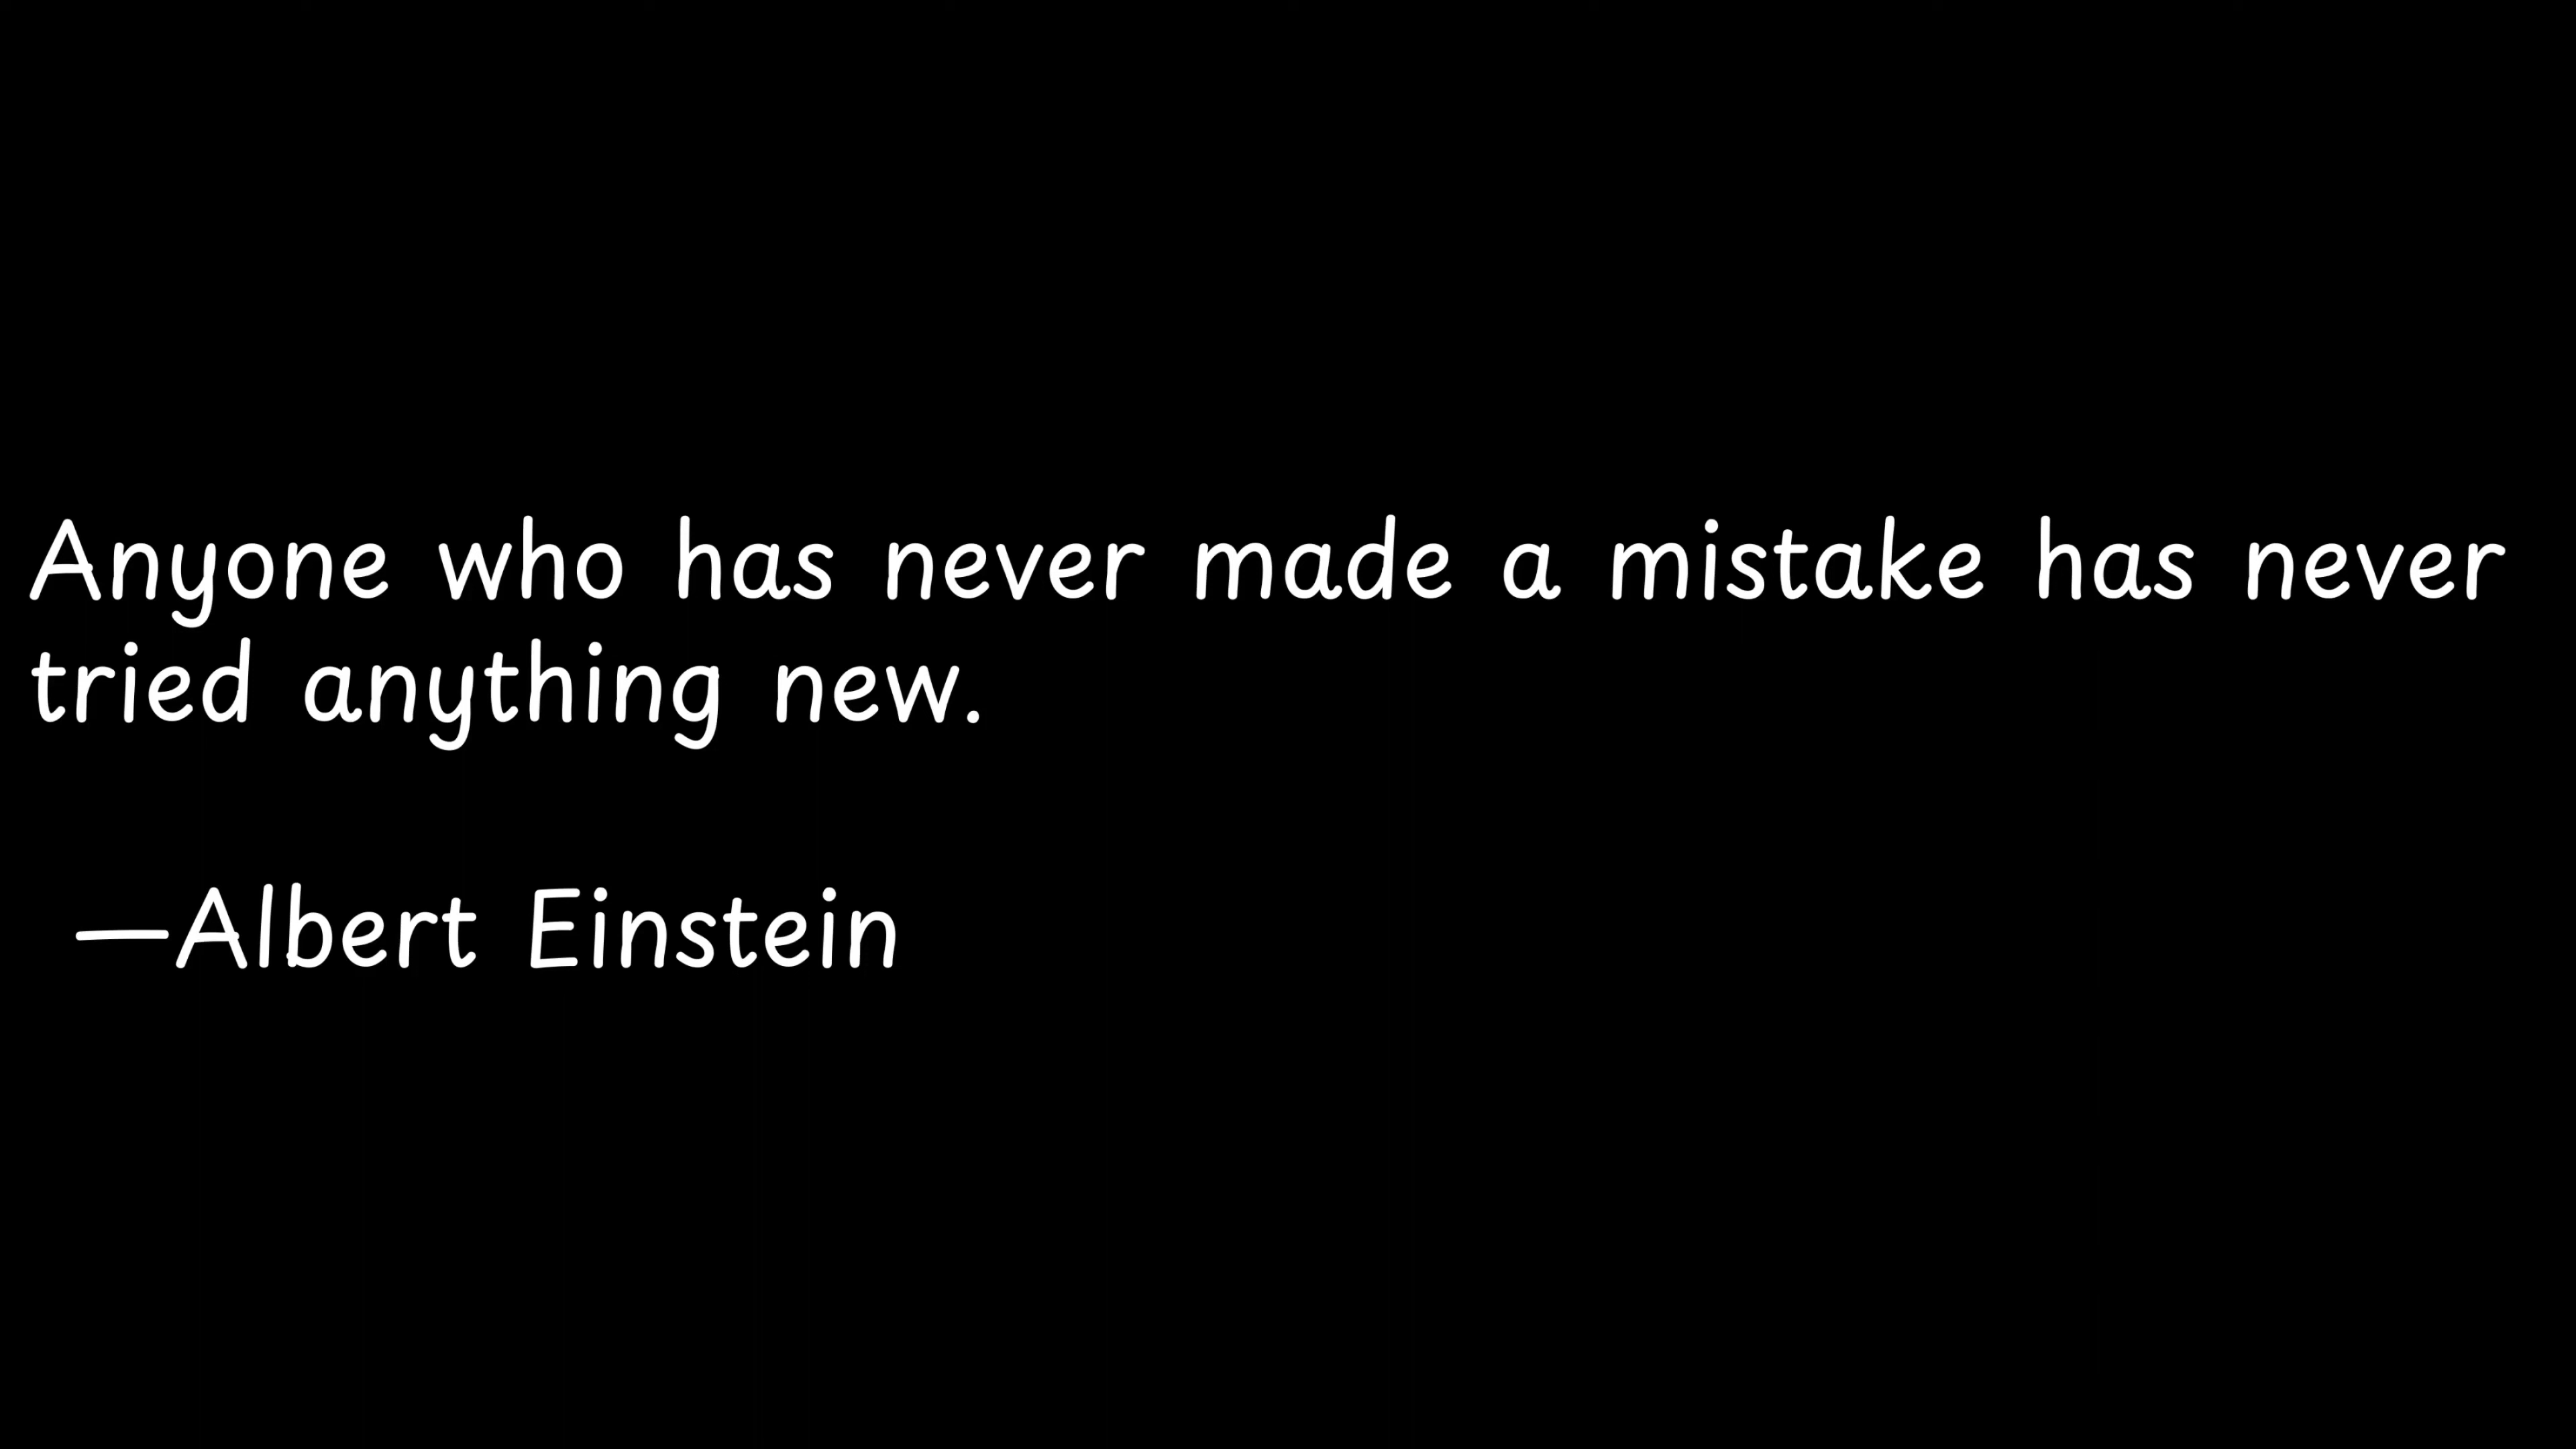 Anyone who has never made a mistake has never
tried anything new.
—Albert Einstein